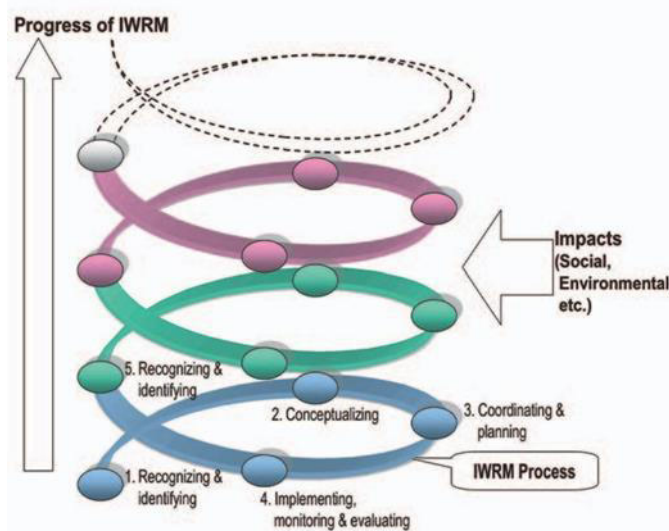 Progress of IWRM
Impacts
(Social,
Environmental
etc.)
5. Recognizing &
identifying
2. Conceptualizing
3. Coordinating &
planning
1. Recognizing &
identifying
IWRM Process
4. Implementing,
monitoring & evaluating